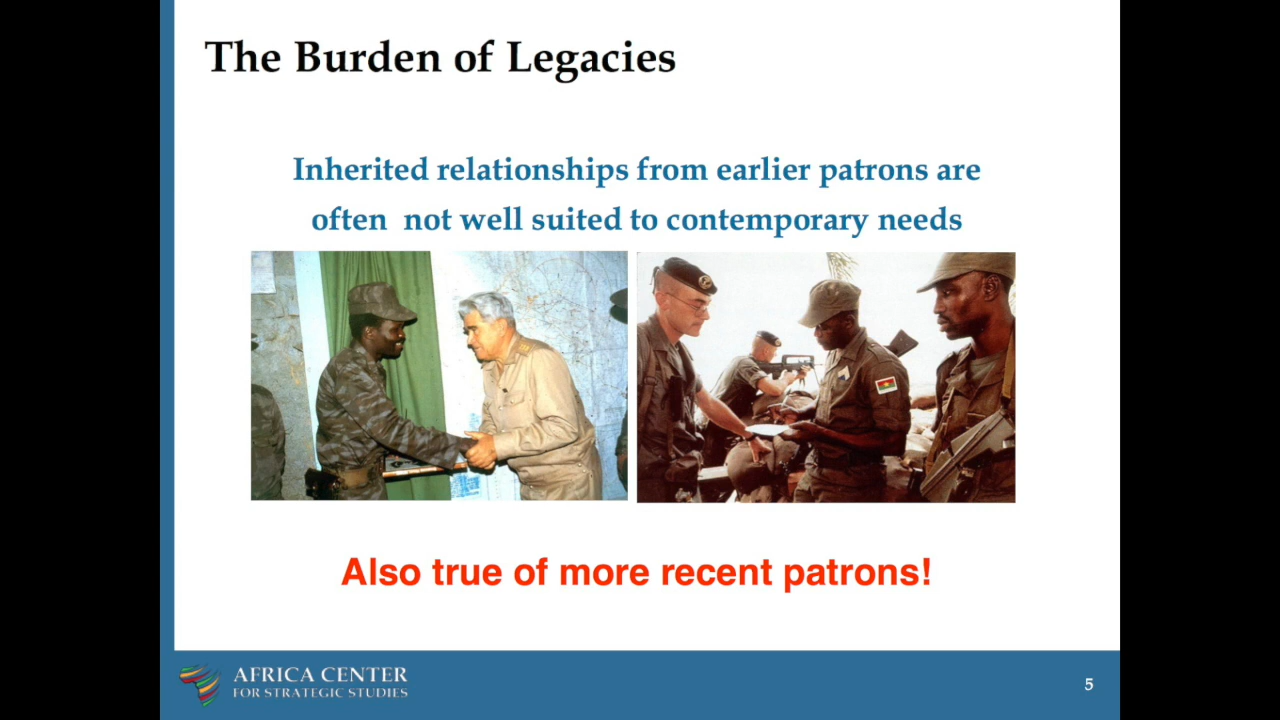 The Burden of Legacies
Inherited relationships from earlier patrons are
often not well suited to contemporary needs
Also true of more recent patrons!
AFRICA CENTER
FOR STRATEGIC STUDIES
5